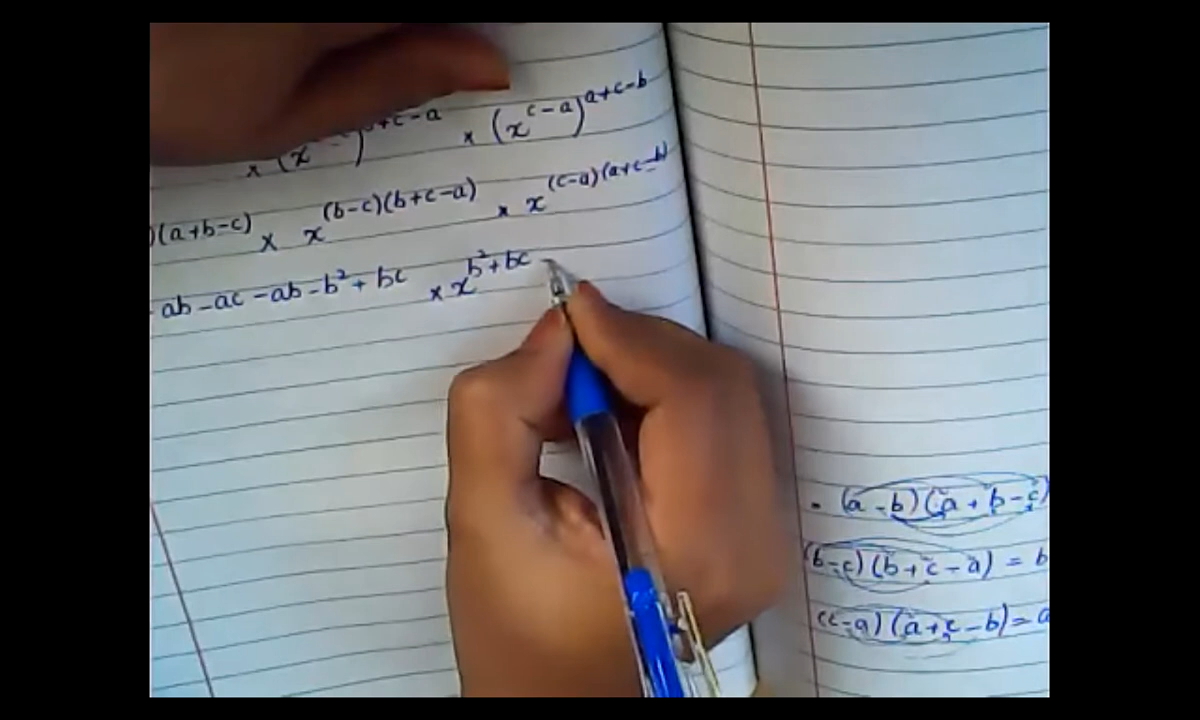 × (x )^b+c-a × (x^c-a)^a+c-b
)(a+b-c) × x^(b-c)(b+c-a) × x^(c-a)(a+c-b)
ab - ac - ab - b² + bc × x^b²+bc
(a-b)(a+b-c)
(b-c)(b+c-a) = b
(c-a)(a+c-b) = a